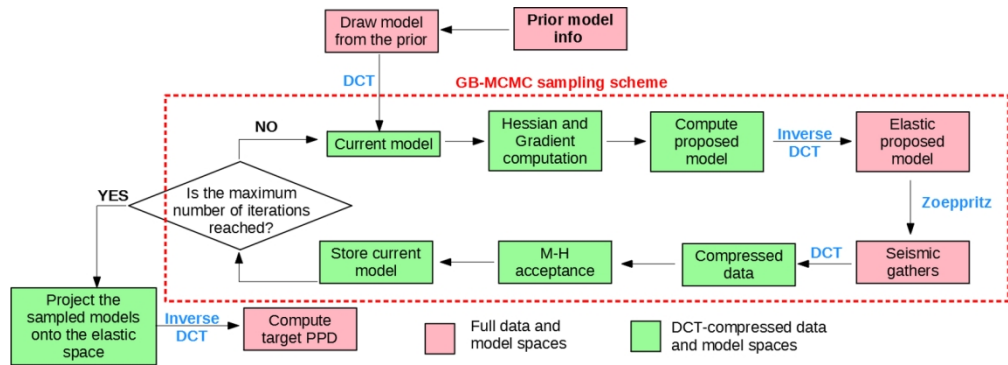 Draw model
from the prior
Prior model
info
DCT
GB-MCMC sampling scheme
NO
Current model
Hessian and
Gradient
computation
Compute
proposed
model
Inverse
DCT
Elastic
proposed
model
YES
Is the maximum
number of iterations
reached?
Zoeppritz
Store current
model
M-H
acceptance
Compressed
data
DCT
Seismic
gathers
Project the
sampled models
onto the elastic
space
Inverse
DCT
Compute
target PPD
Full data and
model spaces
DCT-compressed data
and model spaces